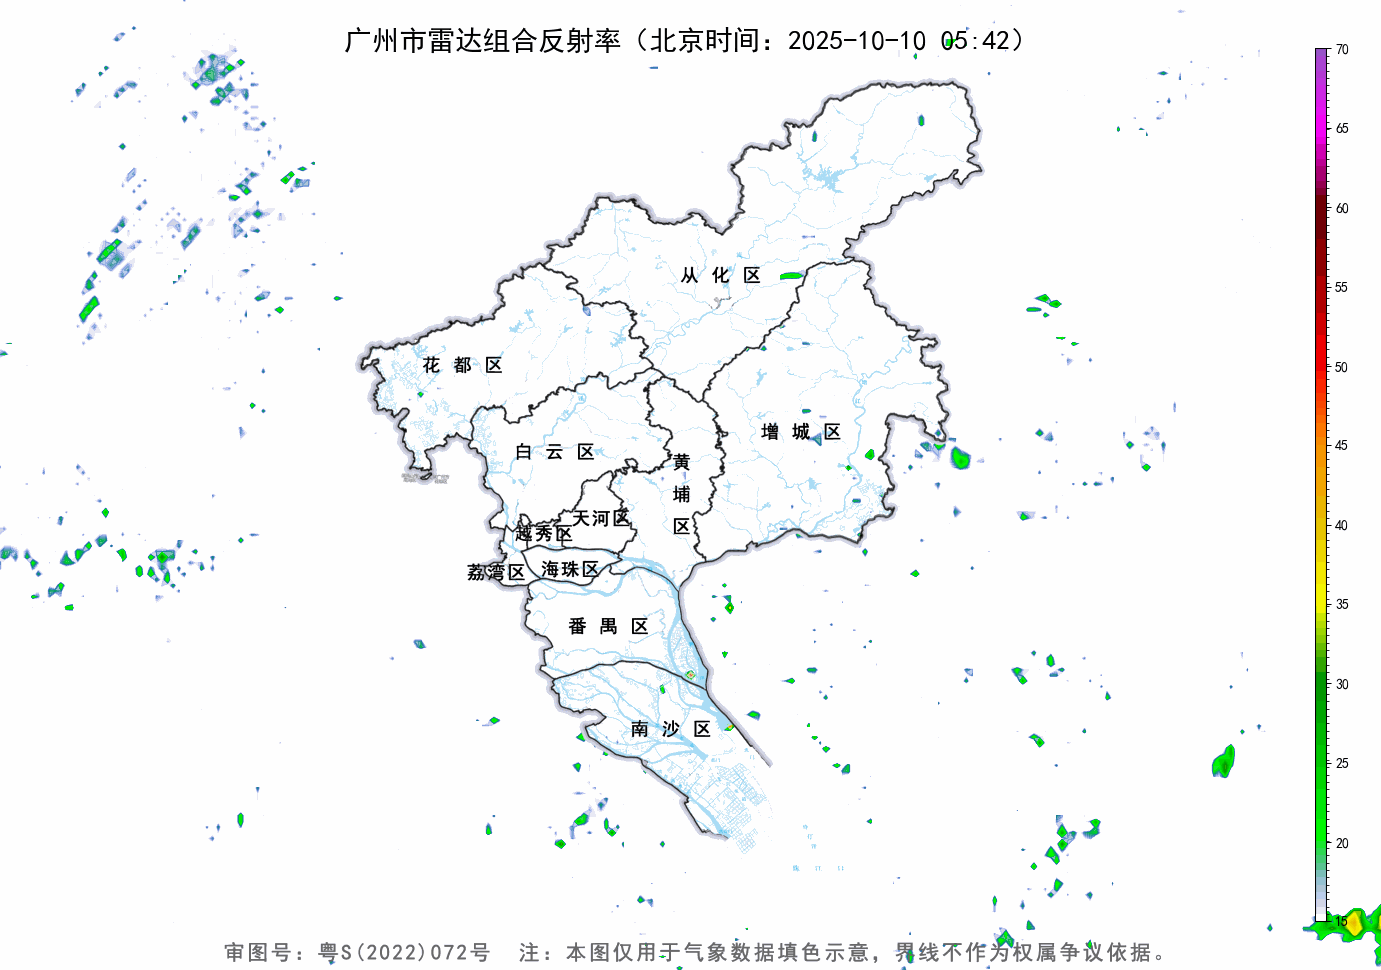 广州市雷达组合反射率（北京时间：2025-10-10 05:42）
70
65
60
55
50
45
40
35
30
25
20
15
从化区
花都区
增城区
白云区
黄埔区
天河区
越秀区
荔湾区
海珠区
番禺区
南沙区
审图号：粤S(2022)072号 注：本图仅用于气象数据填色示意，界线不作为权属争议依据。